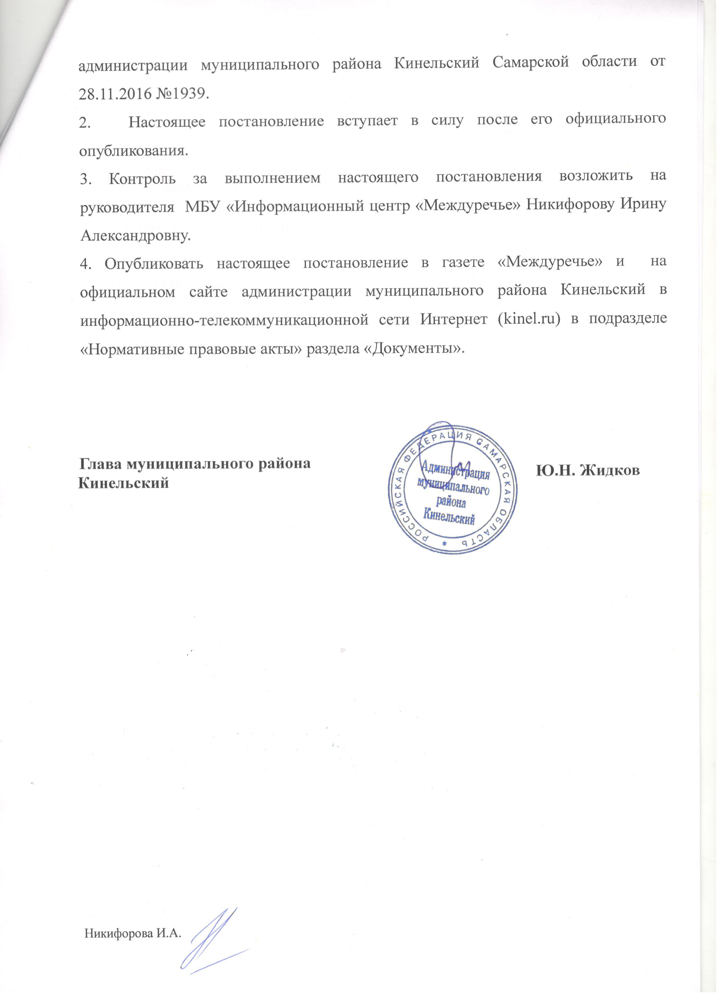 администрации муниципального района Кинельский Самарской области от
28.11.2016 №1939.
2. Настоящее постановление вступает в силу после его официального
опубликования.
3. Контроль за выполнением настоящего постановления возложить на
руководителя МБУ «Информационный центр «Междуречье» Никифорову Ирину
Александровну.
4. Опубликовать настоящее постановление в газете «Междуречье» и на
официальном сайте администрации муниципального района Кинельский в
информационно-телекоммуникационной сети Интернет (kinel.ru) в подразделе
«Нормативные правовые акты» раздела «Документы».
Глава муниципального района
Кинельский
РОССИЙСКАЯ ФЕДЕРАЦИЯ САМАРСКАЯ ОБЛАСТЬ *
Администрация
муниципального
района
Кинельский
Ю.Н. Жидков
Никифорова И.А.